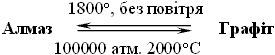 1800°, без повітря
Алмаз Графіт
100000 атм. 2000°С